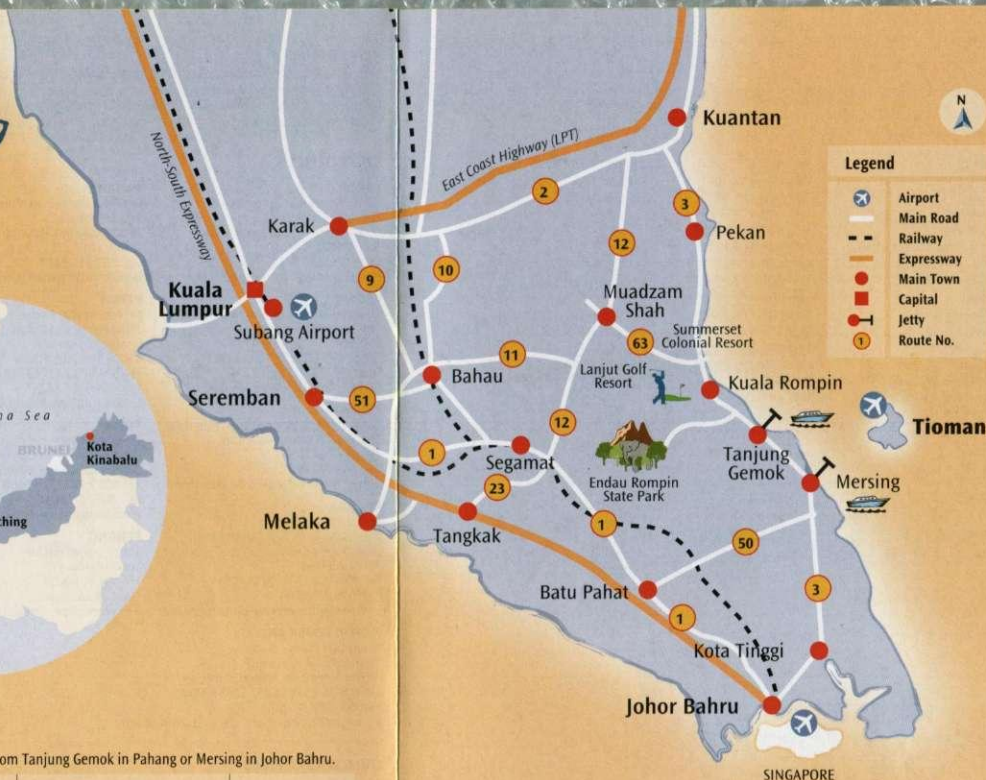 Kuantan
N
Legend
Airport
Main Road
Railway
Expressway
Main Town
Capital
Jetty
1 Route No.
North-South Expressway
East Coast Highway (LPT)
2
3
Karak
Pekan
12
9
10
Kuala
Lumpur
Subang Airport
Muadzam
Shah
63
Summerset
Colonial Resort
11
Bahau
Lanjut Golf
Resort
Kuala Rompin
Seremban
51
12
Tioman
1
Segamat
Endau Rompin
State Park
Tanjung
Gemok
Mersing
23
Melaka
Tangkak
1
50
Batu Pahat
1
3
Kota Tinggi
Johor Bahru
SINGAPORE
na Sea
BRUNEI
Kota
Kinabalu
ching
om Tanjung Gemok in Pahang or Mersing in Johor Bahru.